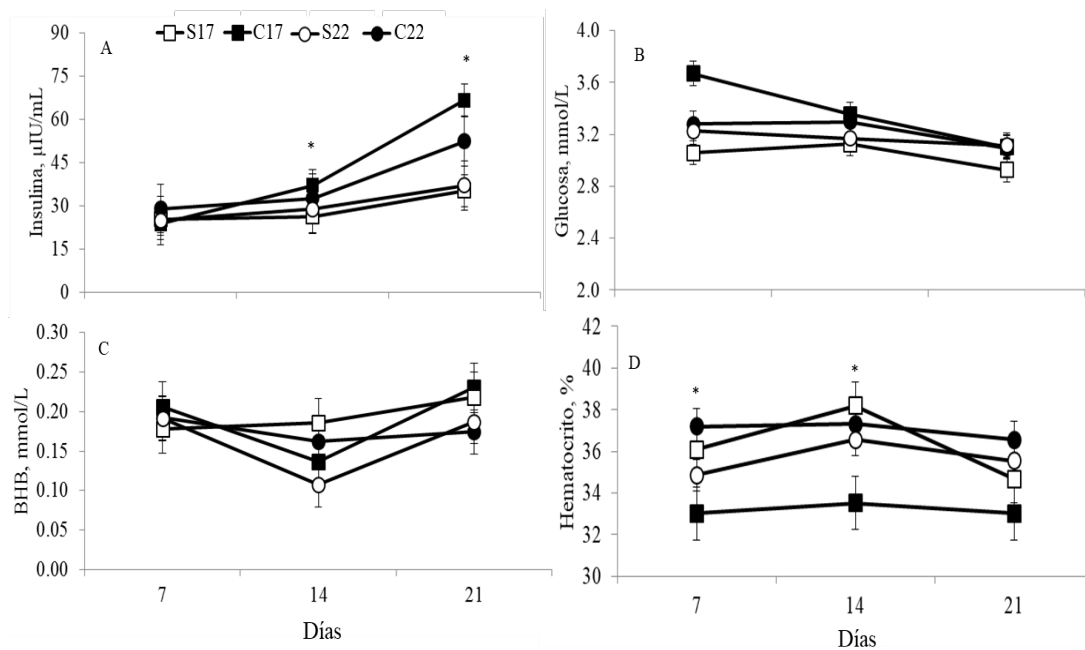 S17 C17 S22 C22
A
Insulina, µIU/mL
90
75
60
45
30
15
0
*
*
B
Glucosa, mmol/L
4.0
3.6
3.2
2.8
2.4
2.0
C
BHB, mmol/L
0.30
0.25
0.20
0.15
0.10
0.05
0.00
7 14 21
Días
D
Hematocrito, %
42
40
38
36
34
32
30
*
*
7 14 21
Días